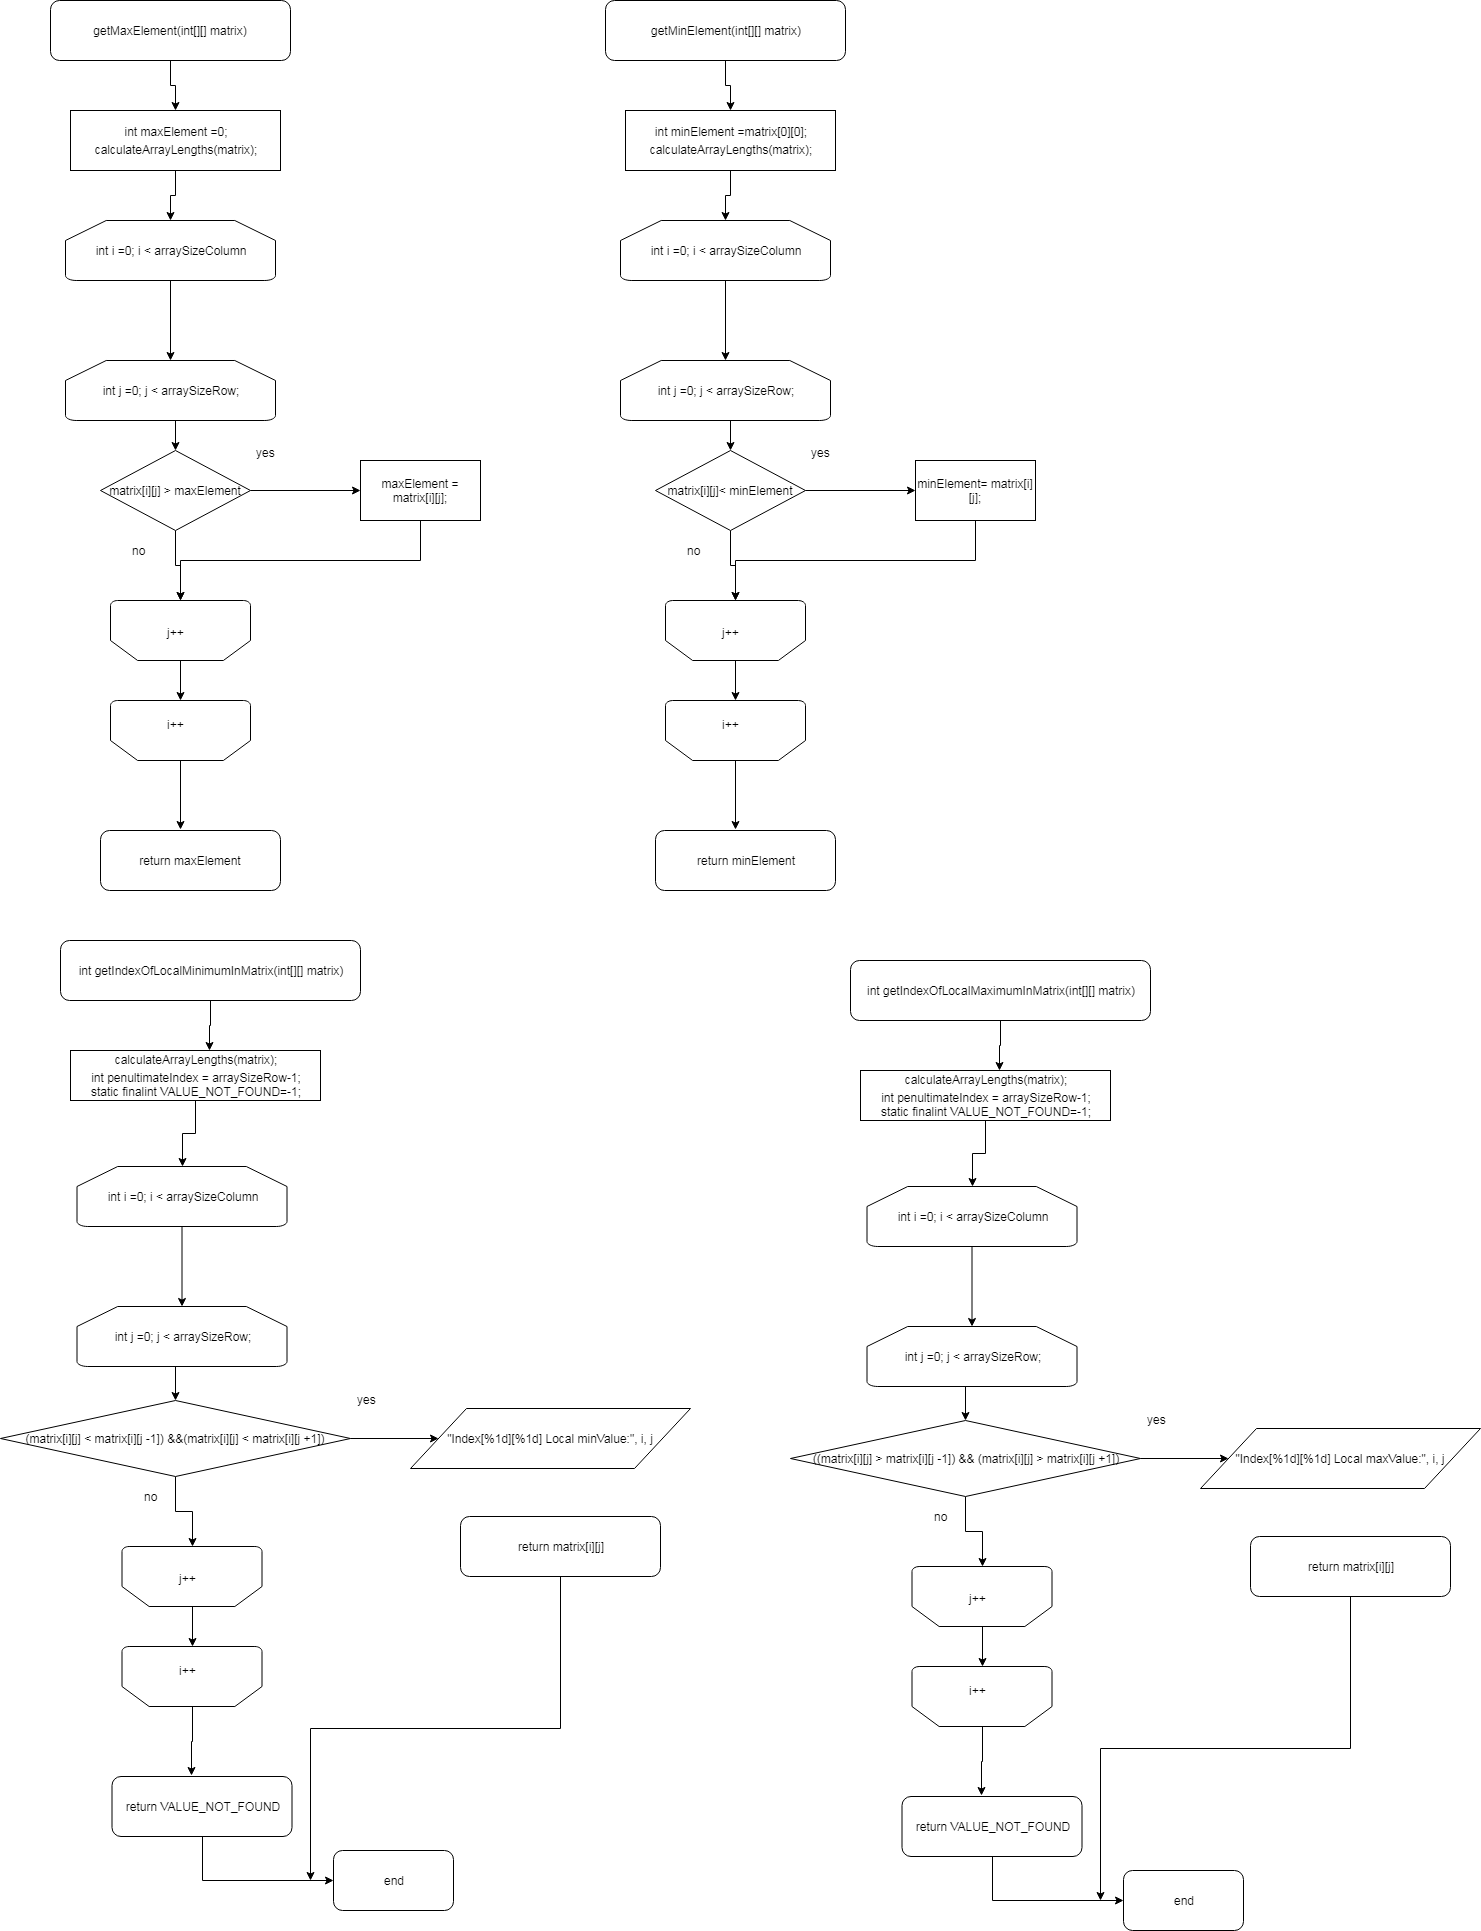 getMaxElement(int[][] matrix)
int maxElement =0;
calculateArrayLengths(matrix);
int i =0; i < arraySizeColumn
int j =0; j < arraySizeRow;
yes
matrix[i][j] > maxElement
maxElement =
matrix[i][j];
no
j++
i++
return maxElement
getMinElement(int[][] matrix)
int minElement =matrix[0][0];
calculateArrayLengths(matrix);
int i =0; i < arraySizeColumn
int j =0; j < arraySizeRow;
yes
matrix[i][j]< minElement
minElement= matrix[i]
[j];
no
j++
i++
return minElement
int getIndexOfLocalMinimumInMatrix(int[][] matrix)
calculateArrayLengths(matrix);
int penultimateIndex = arraySizeRow-1;
static finalint VALUE_NOT_FOUND=-1;
int i =0; i < arraySizeColumn
int j =0; j < arraySizeRow;
yes
(matrix[i][j] < matrix[i][j -1]) &&(matrix[i][j] < matrix[i][j +1])
"Index[%1d][%1d] Local minValue:", i, j
no
j++
return matrix[i][j]
i++
return VALUE_NOT_FOUND
end
int getIndexOfLocalMaximumInMatrix(int[][] matrix)
calculateArrayLengths(matrix);
int penultimateIndex = arraySizeRow-1;
static finalint VALUE_NOT_FOUND=-1;
int i =0; i < arraySizeColumn
int j =0; j < arraySizeRow;
yes
((matrix[i][j] > matrix[i][j -1]) && (matrix[i][j] > matrix[i][j +1])
"Index[%1d][%1d] Local maxValue:", i, j
no
j++
return matrix[i][j]
i++
return VALUE_NOT_FOUND
end